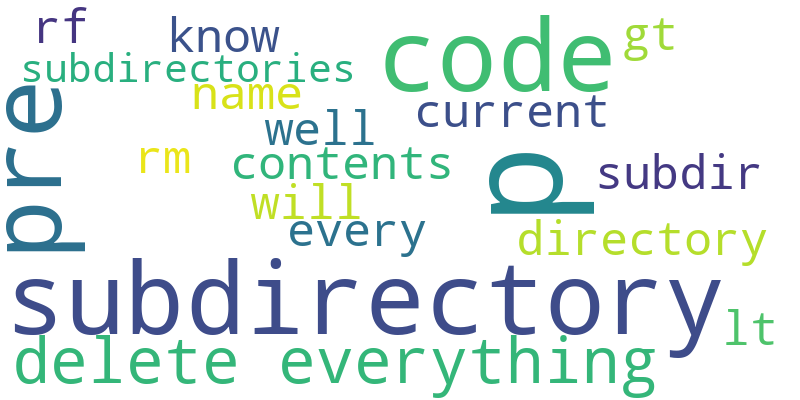 rf
know
code
gt
subdirectories
name
current
pre
well
rm
contents
p
subdir
will
every
directory
subdirectory
lt
delete everything